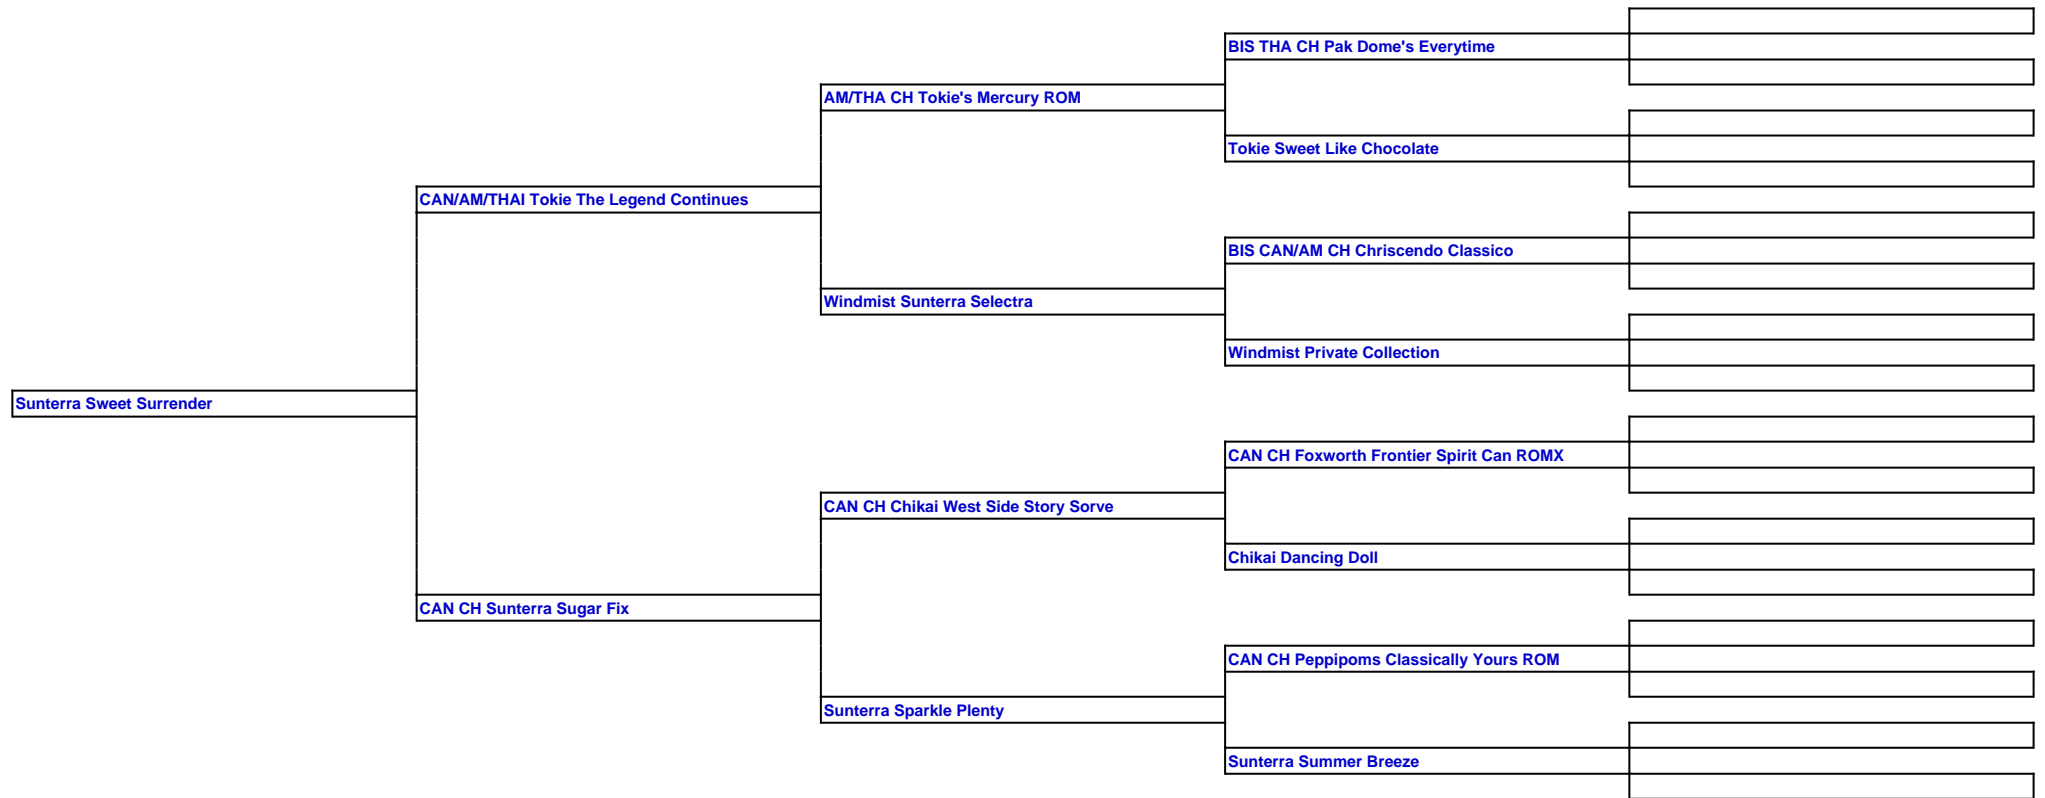 BIS THA CH Pak Dome's Everytime
AM/THA CH Tokie's Mercury ROM
Tokie Sweet Like Chocolate
CAN/AM/THAI Tokie The Legend Continues
BIS CAN/AM CH Chriscendo Classico
Windmist Sunterra Selectra
Windmist Private Collection
Sunterra Sweet Surrender
CAN CH Foxworth Frontier Spirit Can ROMX
CAN CH Chikai West Side Story Sorve
Chikai Dancing Doll
CAN CH Sunterra Sugar Fix
CAN CH Peppipoms Classically Yours ROM
Sunterra Sparkle Plenty
Sunterra Summer Breeze